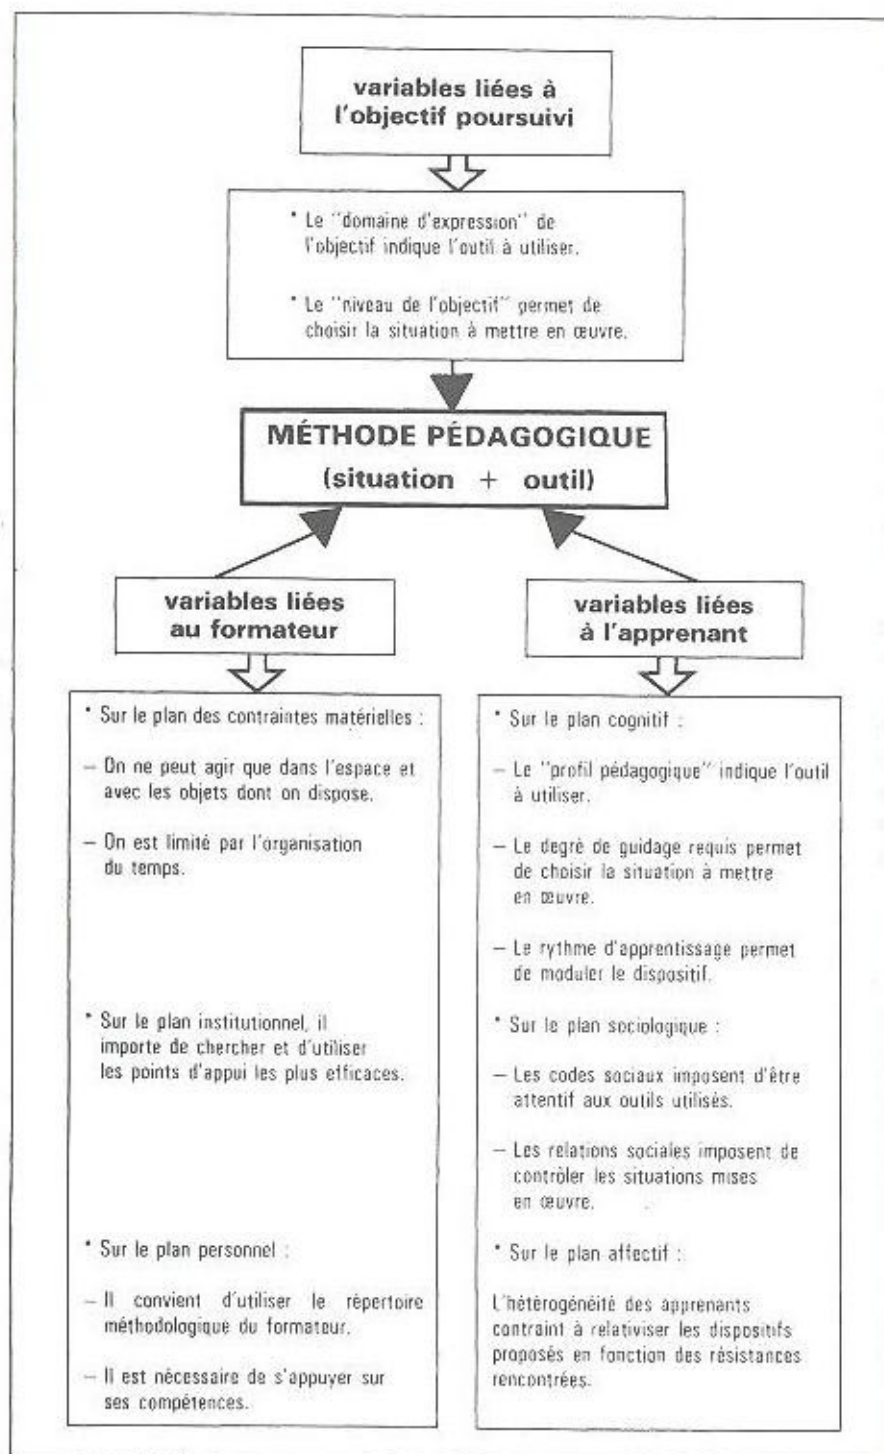 variables liées à
l'objectif poursuivi
* Le "domaine d'expression" de
l'objectif indique l'outil à utiliser.
* Le "niveau de l'objectif" permet de
choisir la situation à mettre en œuvre.
MÉTHODE PÉDAGOGIQUE
(situation + outil)
variables liées
au formateur
* Sur le plan des contraintes matérielles :
– On ne peut agir que dans l'espace et
avec les objets dont on dispose.
– On est limité par l'organisation
du temps.
* Sur le plan institutionnel, il
importe de chercher et d'utiliser
les points d'appui les plus efficaces.
* Sur le plan personnel :
– Il convient d'utiliser le répertoire
méthodologique du formateur.
– Il est nécessaire de s'appuyer sur
ses compétences.
variables liées
à l'apprenant
* Sur le plan cognitif :
– Le "profil pédagogique" indique l'outil
à utiliser.
– Le degré de guidage requis permet
de choisir la situation à mettre
en œuvre.
– Le rythme d'apprentissage permet
de moduler le dispositif.
* Sur le plan sociologique :
– Les codes sociaux imposent d'être
attentif aux outils utilisés.
– Les relations sociales imposent de
contrôler les situations mises
en œuvre.
* Sur le plan affectif :
L'hétérogénéité des apprenants
contraint à relativiser les dispositifs
proposés en fonction des résistances
rencontrées.